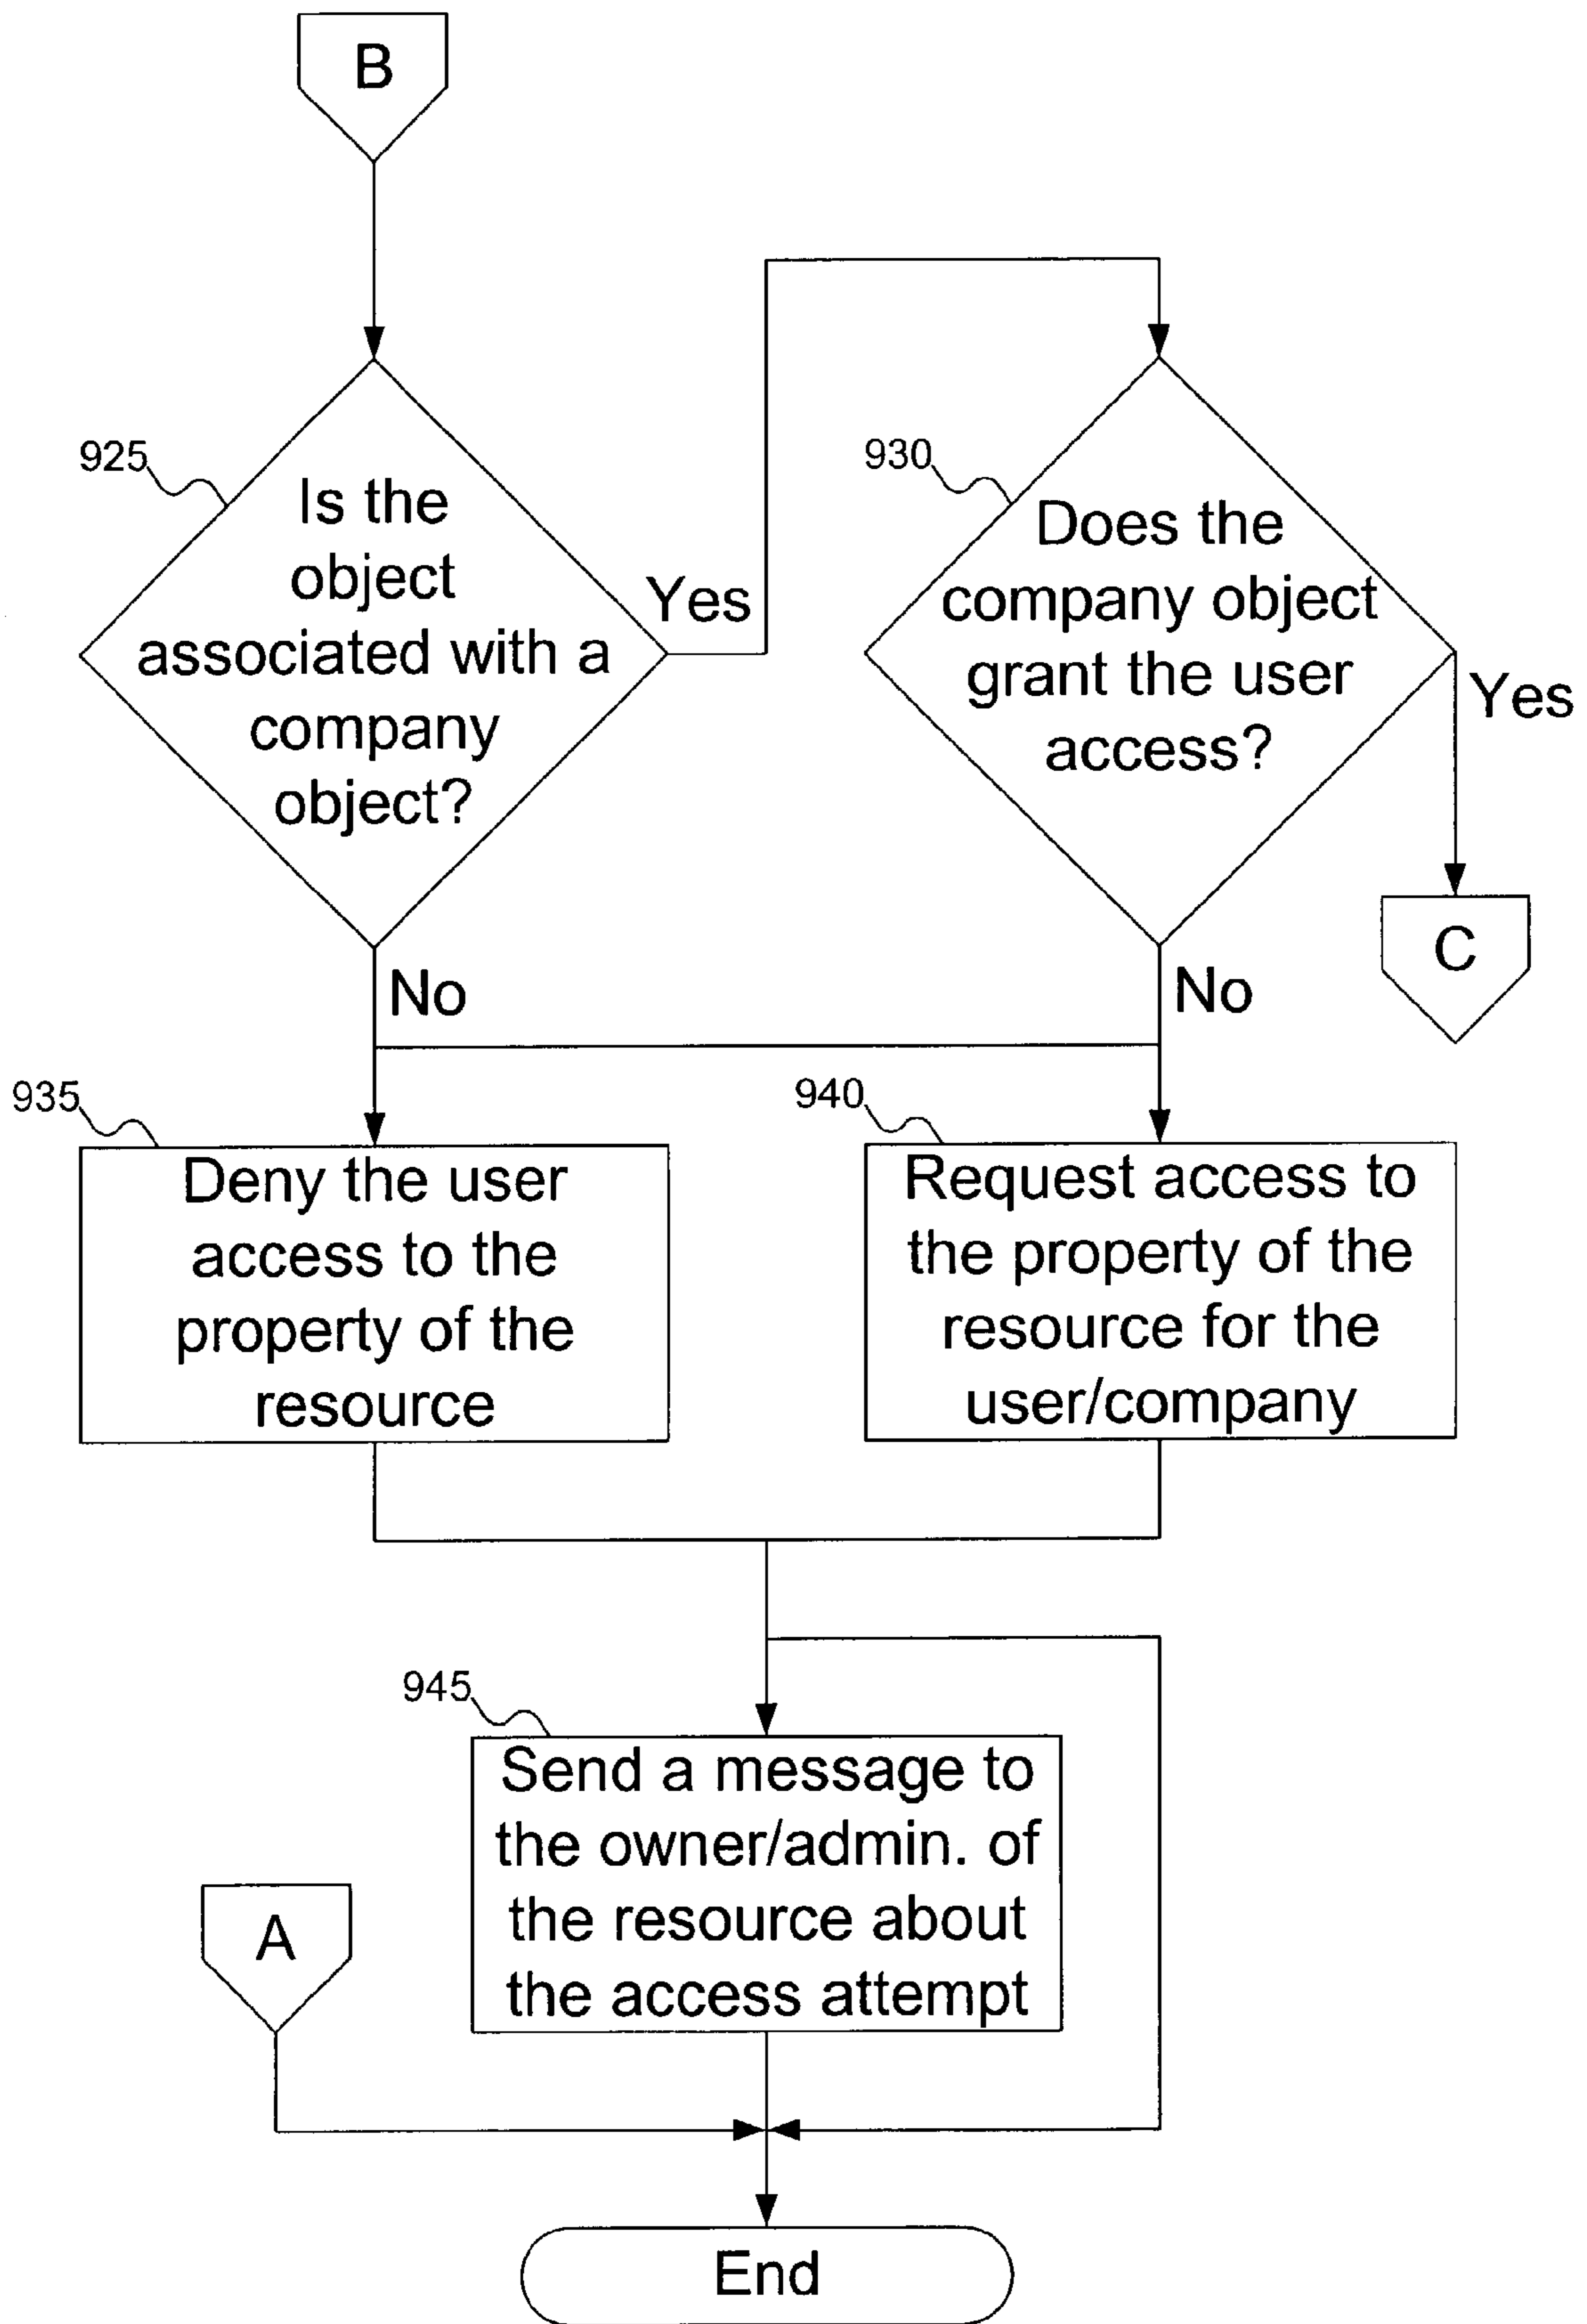 B
925
Is the
object
associated with a
company
object?
Yes
930
Does the
company object
grant the user
access?
Yes
C
No
No
935
Deny the user
access to the
property of the
resource
940
Request access to
the property of the
resource for the
user/company
945
Send a message to
the owner/admin. of
the resource about
the access attempt
A
End